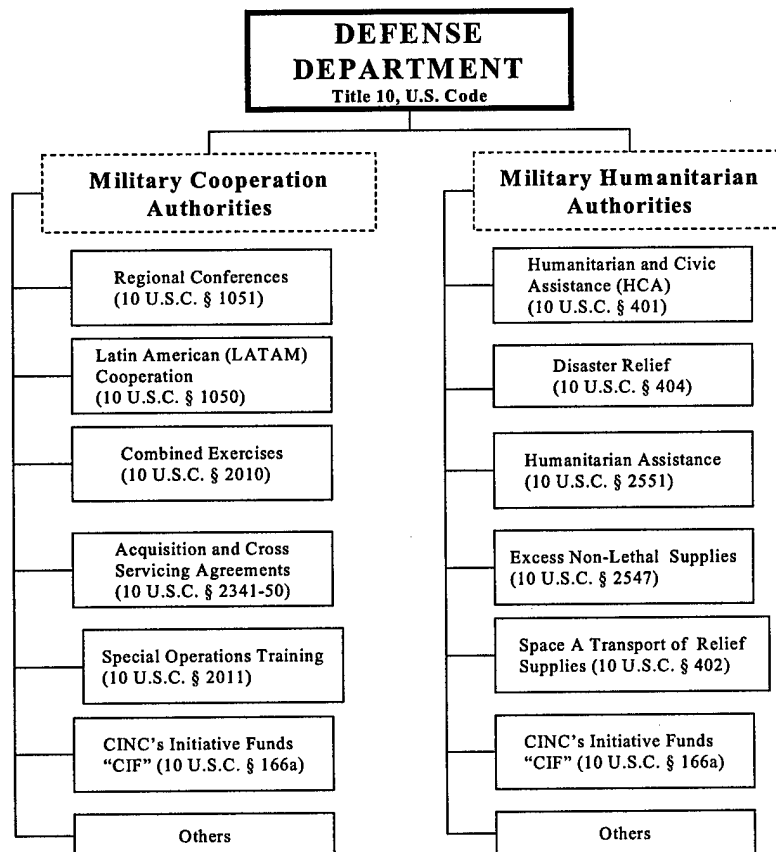 DEFENSE
DEPARTMENT
Title 10, U.S. Code
Military Cooperation
Authorities
Regional Conferences
(10 U.S.C. § 1051)
Latin American (LATAM)
Cooperation
(10 U.S.C. § 1050)
Combined Exercises
(10 U.S.C. § 2010)
Acquisition and Cross
Servicing Agreements
(10 U.S.C. § 2341-50)
Special Operations Training
(10 U.S.C. § 2011)
CINC's Initiative Funds
"CIF" (10 U.S.C. § 166a)
Others
Military Humanitarian
Authorities
Humanitarian and Civic
Assistance (HCA)
(10 U.S.C. § 401)
Disaster Relief
(10 U.S.C. § 404)
Humanitarian Assistance
(10 U.S.C. § 2551)
Excess Non-Lethal Supplies
(10 U.S.C. § 2547)
Space A Transport of Relief
Supplies (10 U.S.C. § 402)
CINC's Initiative Funds
"CIF" (10 U.S.C. § 166a)
Others